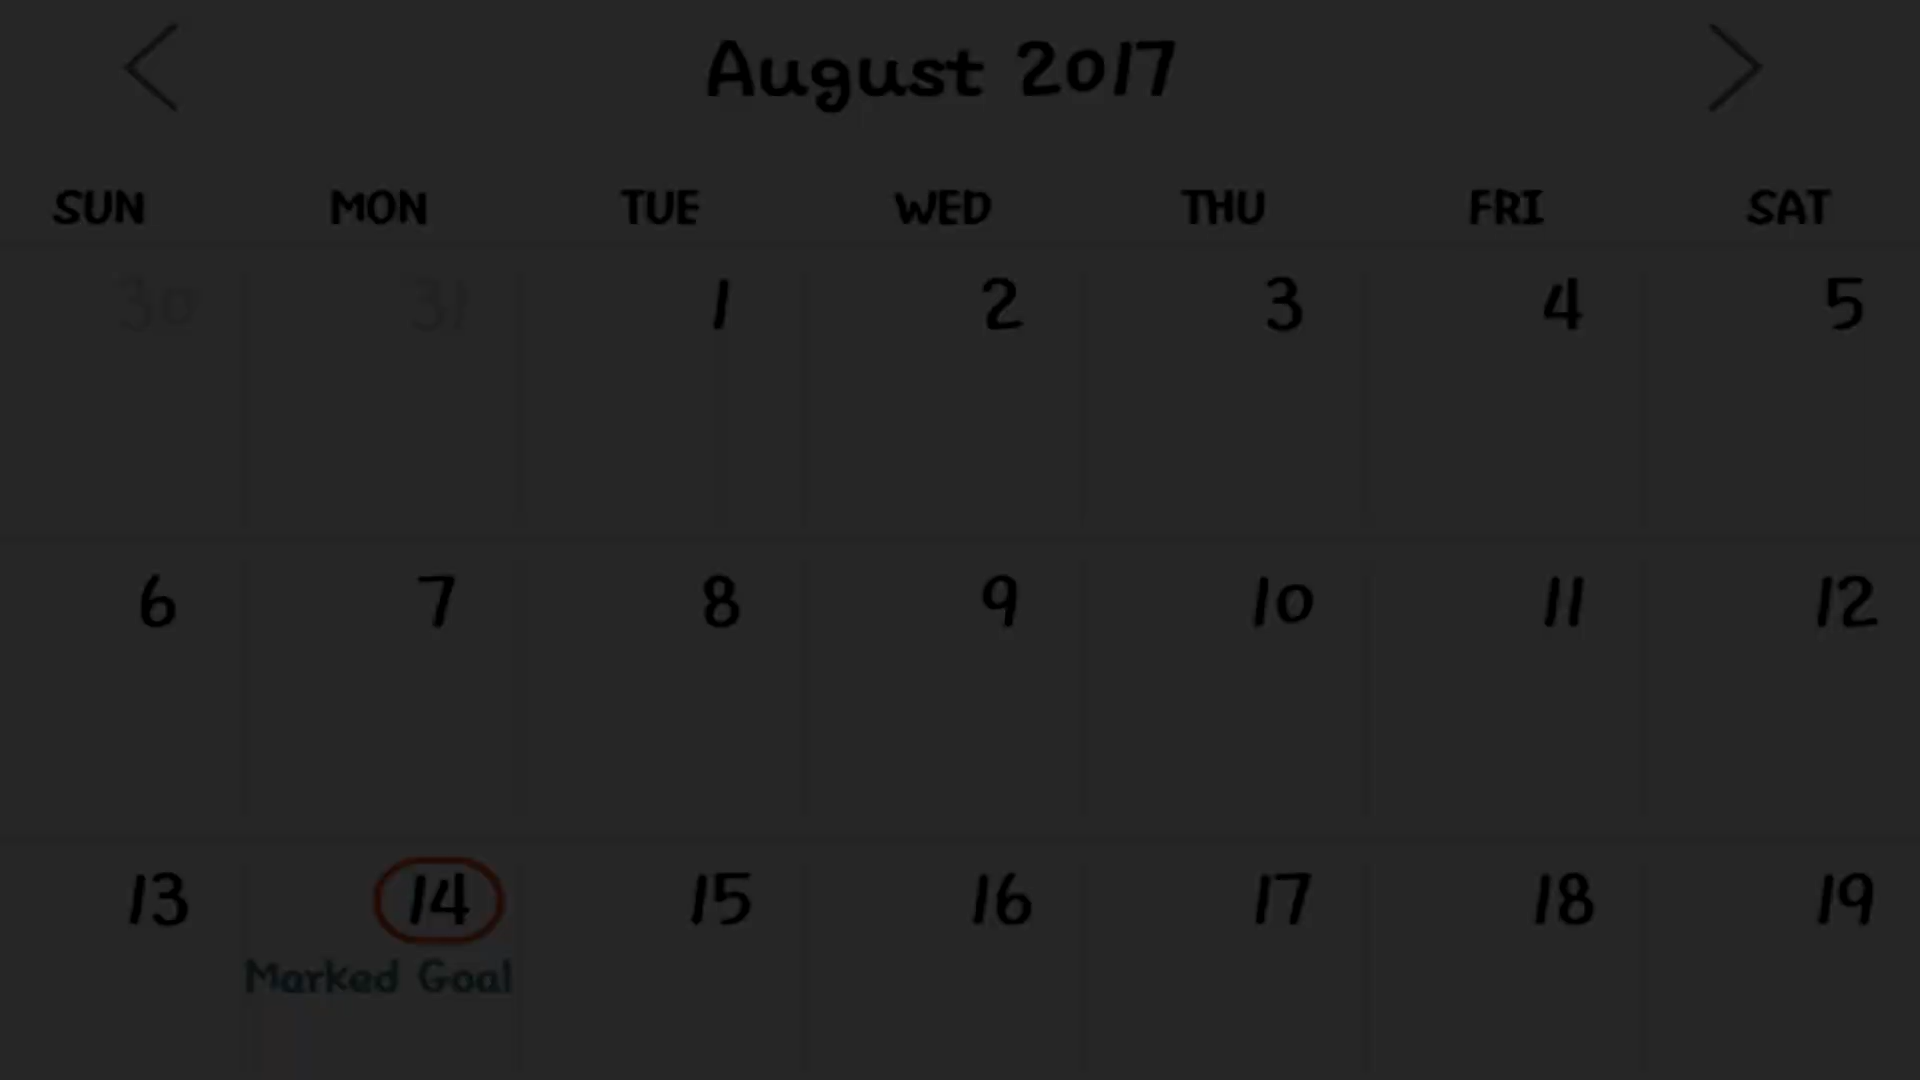 August 2017
SUN MON TUE WED THU FRI SAT
30 31 1 2 3 4 5
6 7 8 9 10 11 12
13 14 15 16 17 18 19
Marked Goal